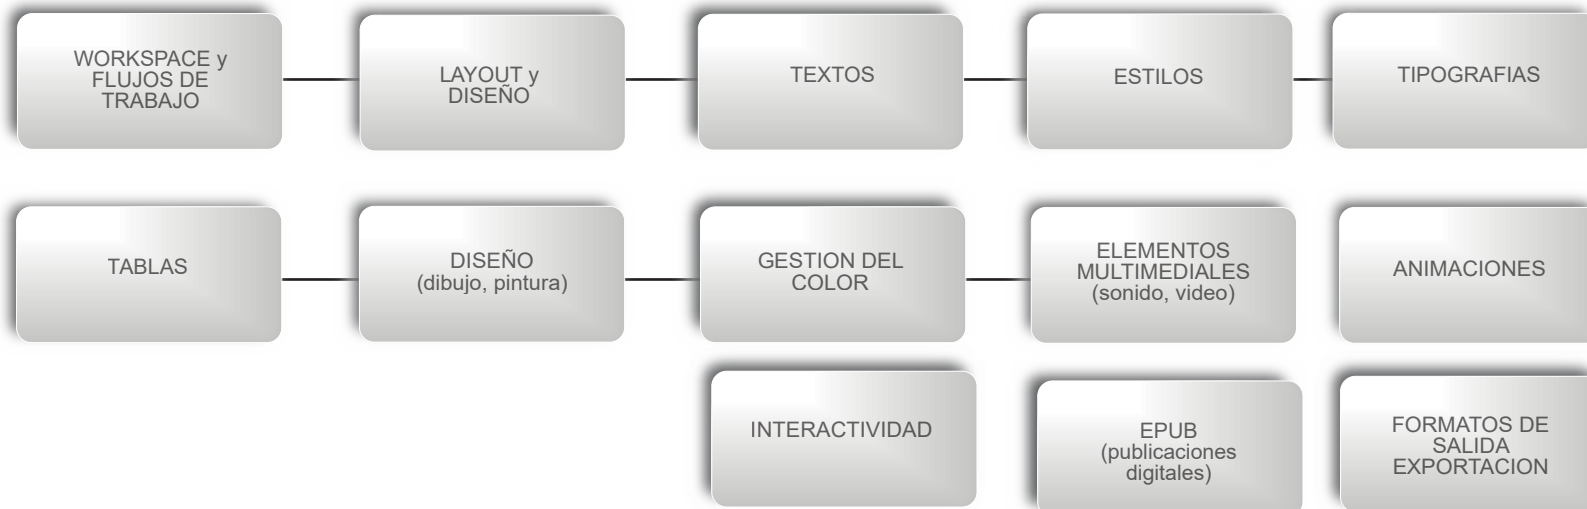 WORKSPACE y
FLUJOS DE
TRABAJO
LAYOUT y
DISEÑO
TEXTOS
ESTILOS
TIPOGRAFIAS
TABLAS
DISEÑO
(dibujo, pintura)
GESTION DEL
COLOR
ELEMENTOS
MULTIMEDIALES
(sonido, video)
ANIMACIONES
INTERACTIVIDAD
EPUB
(publicaciones
digitales)
FORMATOS DE
SALIDA
EXPORTACION